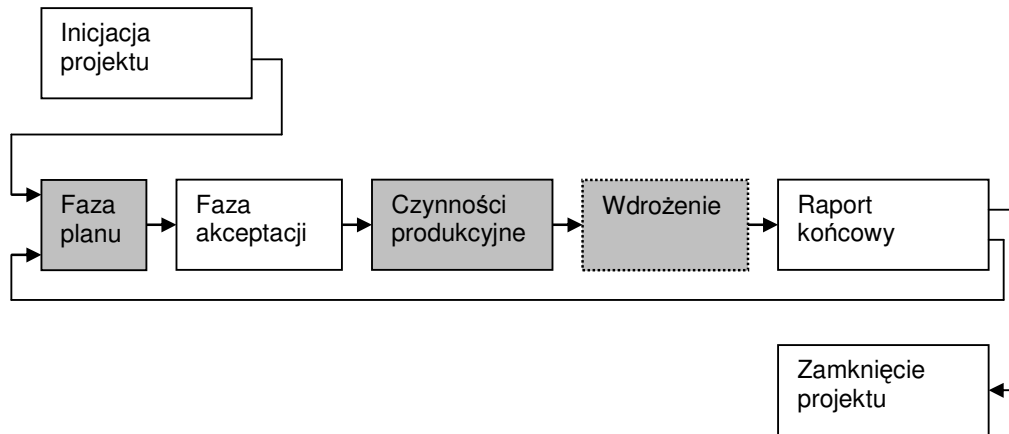 Inicjacja
projektu
Faza
planu
Faza
akceptacji
Czynności
produkcyjne
Wdrożenie
Raport
końcowy
Zamknięcie
projektu